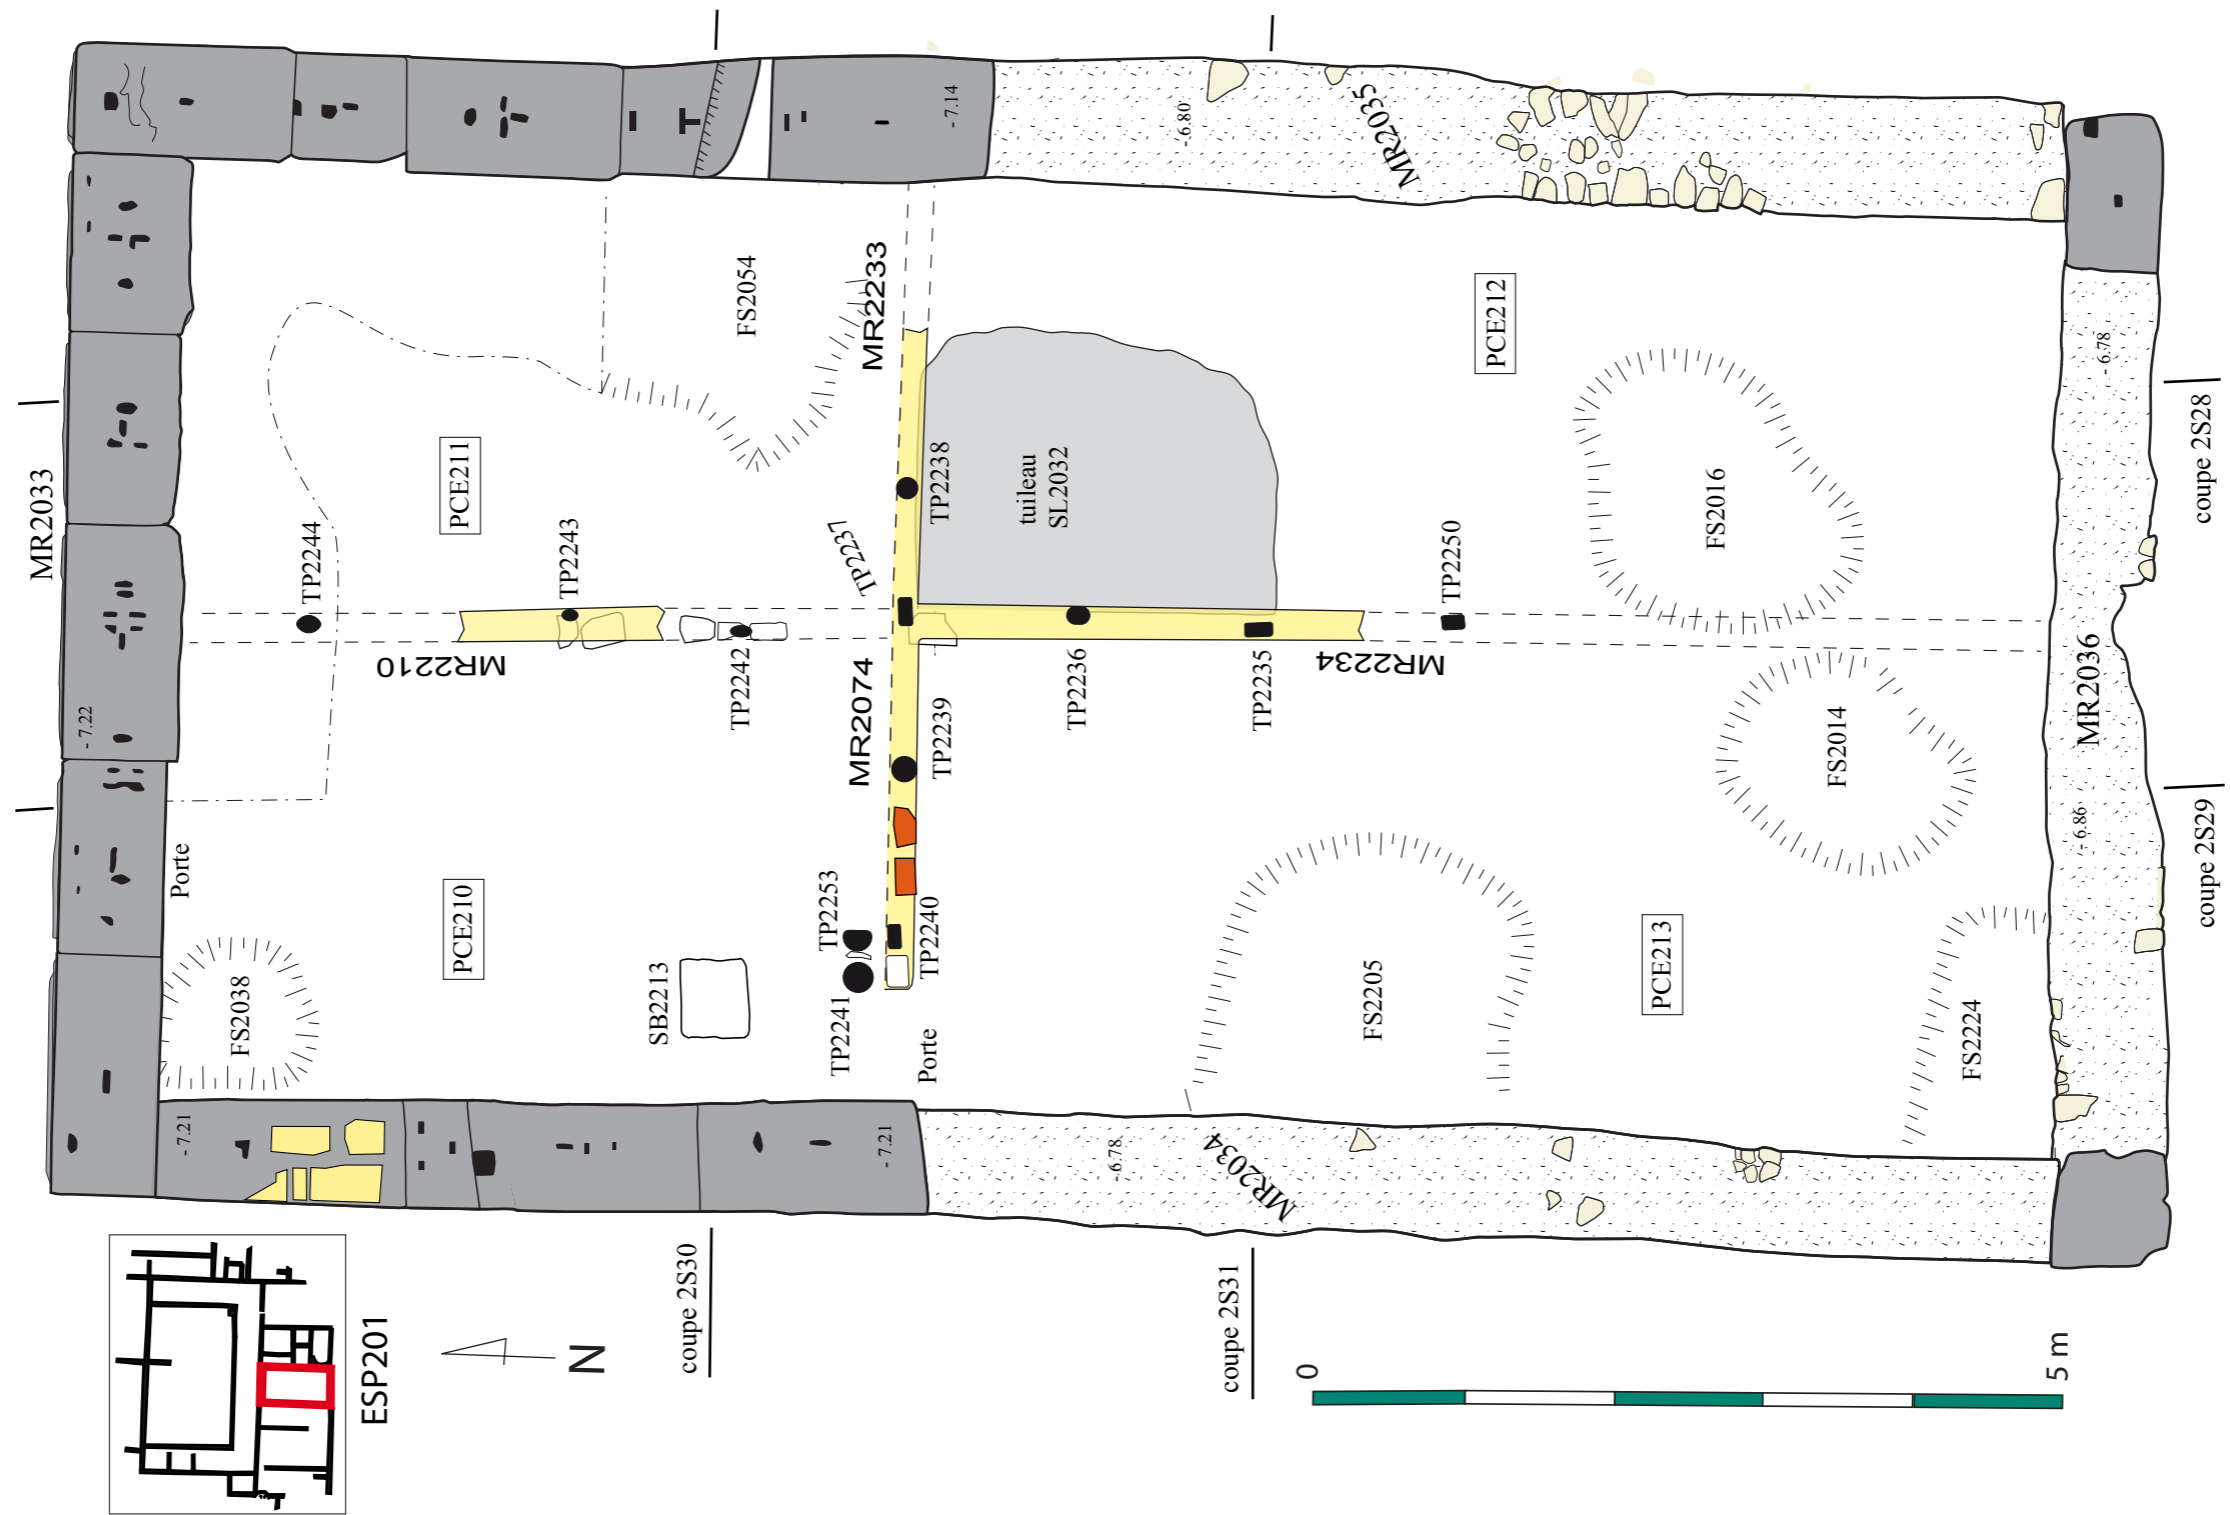 MR2033
- 7.14
- 6.80
MR2035
FS2054
MR2233
PCE212
- 6.78
coupe 2S28
PCE211
TP2244
TP2243
TP2237
TP2238
tuileau
SL2032
TP2250
FS2016
MR2210
TP2242
MR2074
TP2239
TP2236
TP2235
MR2234
FS2014
MR2036
- 7.22
Porte
- 6.86
coupe 2S29
PCE210
TP2253
TP2240
SB2213
TP2241
Porte
FS2038
FS2205
PCE213
FS2224
- 7.21
- 7.21
- 6.78
MR2034
ESP201
N
coupe 2S30
coupe 2S31
0
5 m